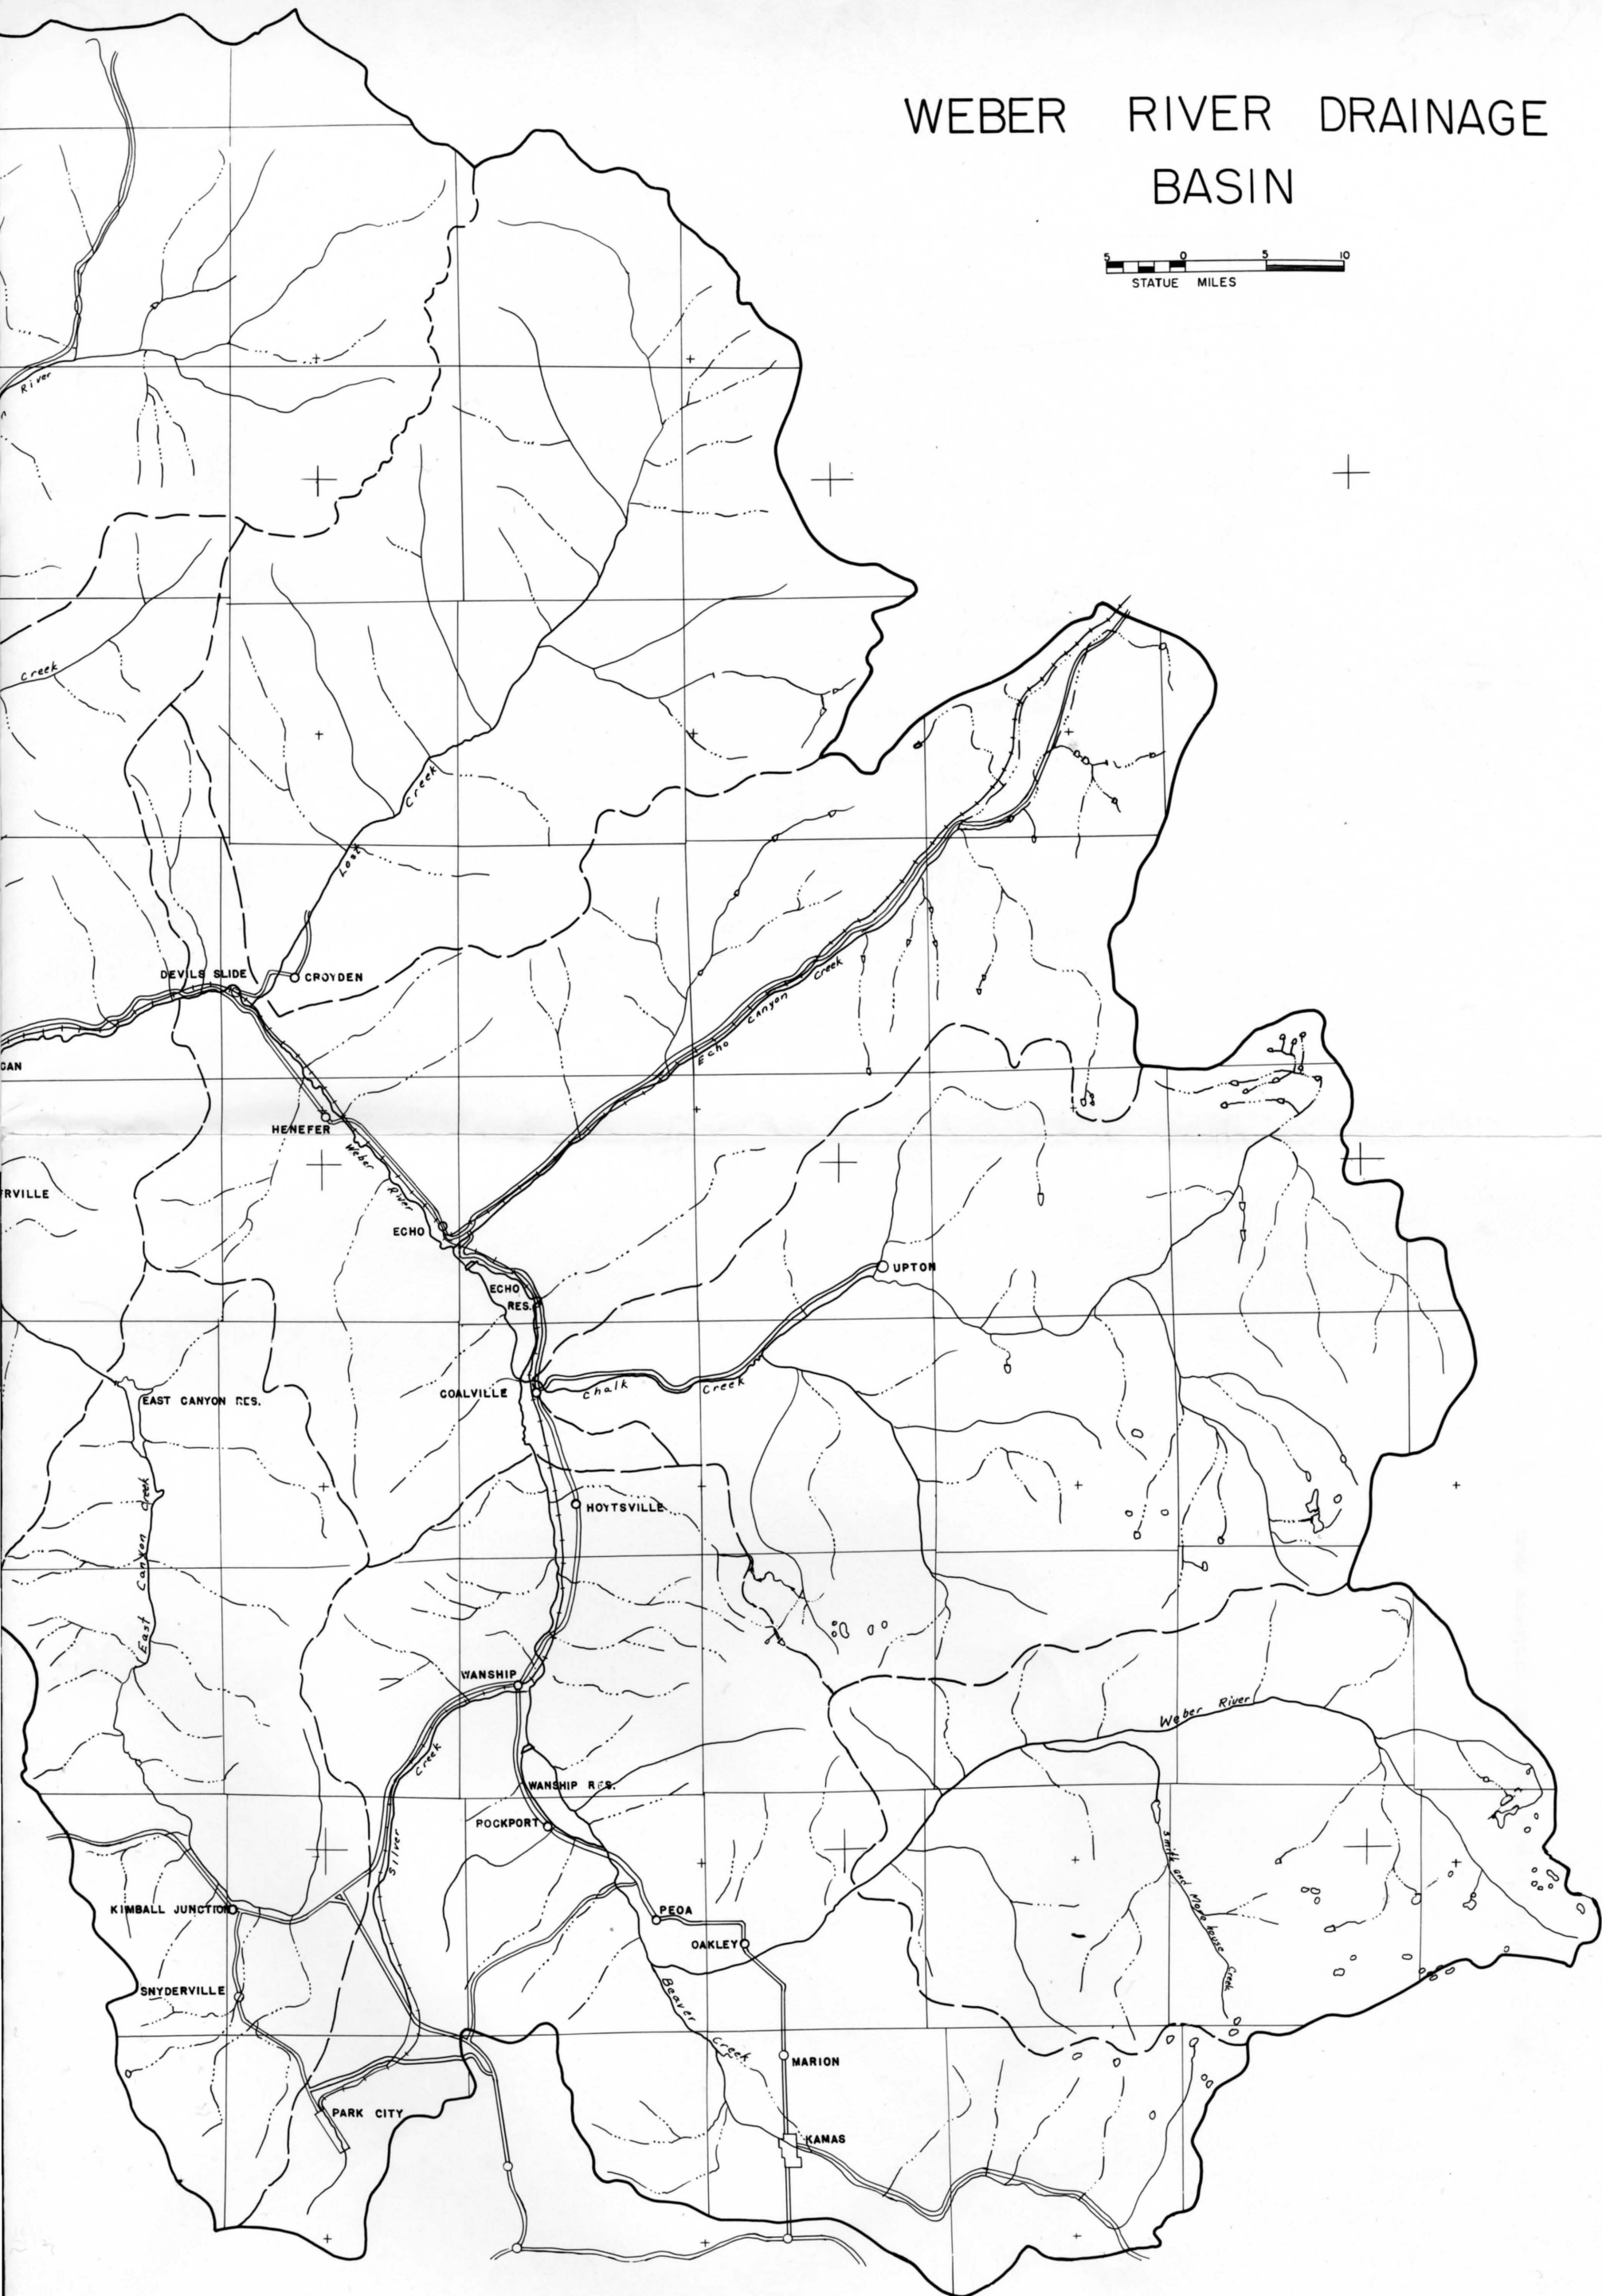 WEBER RIVER DRAINAGE
BASIN
5 0 5 10
STATUE MILES
River
Creek
Creek
Lost
DEVILS SLIDE
CROYDEN
Echo Canyon Creek
HENEFER
Weber
River
ECHO
UPTON
ECHO
RES.
COALVILLE
Chalk Creek
EAST CANYON RES.
East Canyon Creek
HOYTSVILLE
WANSHIP
Weber River
Silver Creek
WANSHIP RES.
ROCKPORT
Smith and Morehouse Creek
KIMBALL JUNCTION
PEOA
OAKLEY
SNYDERVILLE
Beaver Creek
MARION
PARK CITY
KAMAS